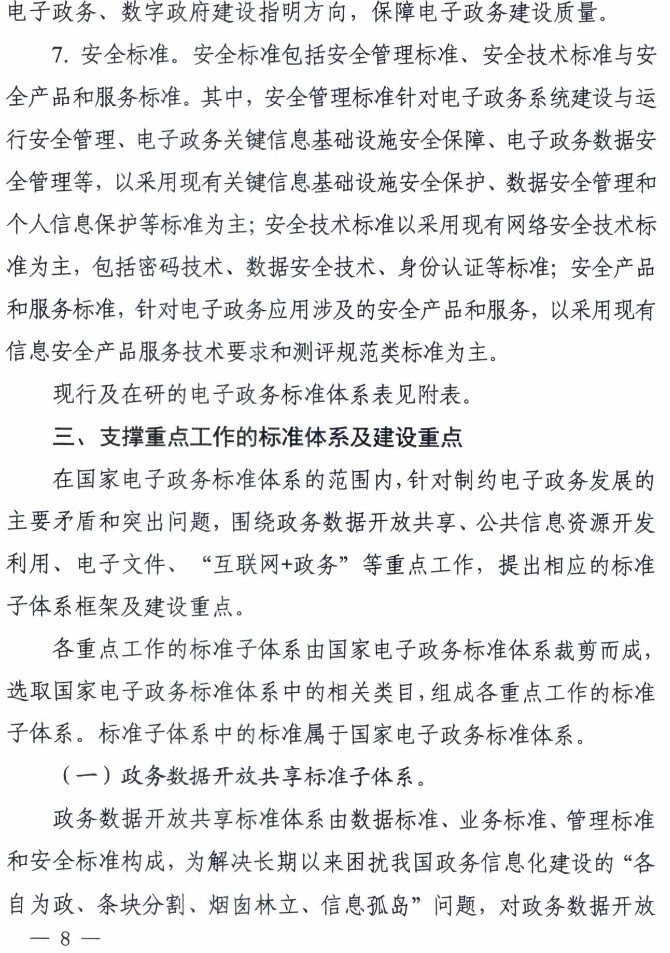 电子政务、数字政府建设指明方向，保障电子政务建设质量。
7. 安全标准。安全标准包括安全管理标准、安全技术标准与安
全产品和服务标准。其中，安全管理标准针对电子政务系统建设与运
行安全管理、电子政务关键信息基础设施安全保障、电子政务数据安
全管理等，以采用现有关键信息基础设施安全保护、数据安全管理和
个人信息保护等标准为主；安全技术标准以采用现有网络安全技术标
准为主，包括密码技术、数据安全技术、身份认证等标准；安全产品
和服务标准，针对电子政务应用涉及的安全产品和服务，以采用现有
信息安全产品服务技术要求和测评规范类标准为主。
现行及在研的电子政务标准体系表见附表。
三、支撑重点工作的标准体系及建设重点
在国家电子政务标准体系的范围内，针对制约电子政务发展的
主要矛盾和突出问题，围绕政务数据开放共享、公共信息资源开发
利用、电子文件、“互联网+政务”等重点工作，提出相应的标准
子体系框架及建设重点。
各重点工作的标准子体系由国家电子政务标准体系裁剪而成，
选取国家电子政务标准体系中的相关类目，组成各重点工作的标准
子体系。标准子体系中的标准属于国家电子政务标准体系。
（一）政务数据开放共享标准子体系。
政务数据开放共享标准体系由数据标准、业务标准、管理标准
和安全标准构成，为解决长期以来困扰我国政务信息化建设的“各
自为政、条块分割、烟囱林立、信息孤岛”问题，对政务数据开放
— 8 —